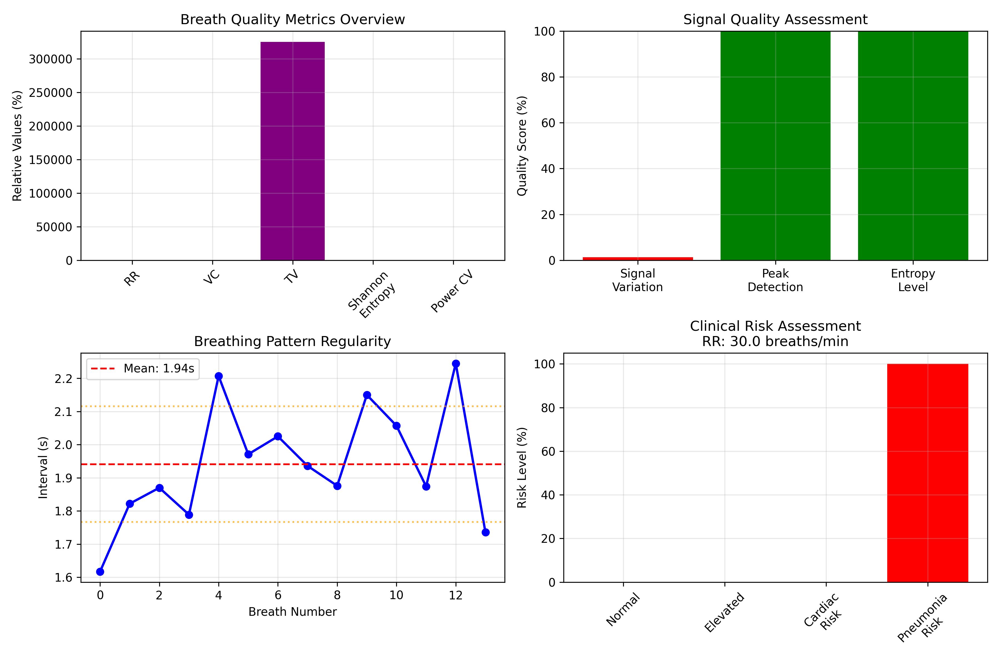 Breath Quality Metrics Overview
Relative Values (%)
300000
250000
200000
150000
100000
50000
0
RR
VC
TV
Shannon
Entropy
Power CV
Signal Quality Assessment
Quality Score (%)
100
80
60
40
20
0
Signal
Variation
Peak
Detection
Entropy
Level
Breathing Pattern Regularity
Mean: 1.94s
Interval (s)
2.2
2.1
2.0
1.9
1.8
1.7
1.6
0
2
4
6
8
10
12
Breath Number
Clinical Risk Assessment
RR: 30.0 breaths/min
Risk Level (%)
100
80
60
40
20
0
Normal
Elevated
Cardiac
Risk
Pneumonia
Risk